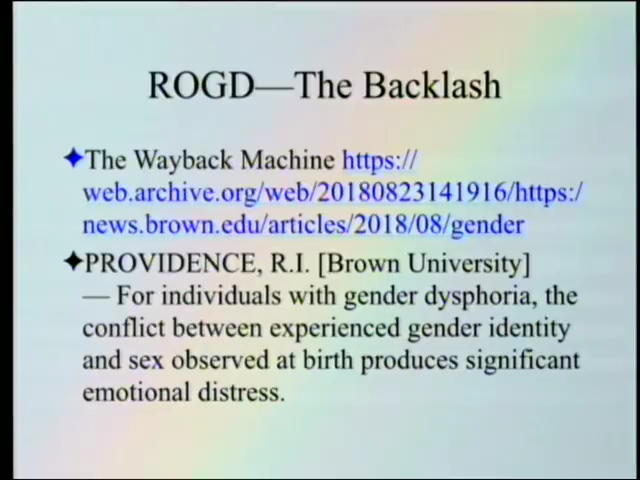 ROGD—The Backlash
✦The Wayback Machine https://
web.archive.org/web/20180823141916/https:/
news.brown.edu/articles/2018/08/gender
✦PROVIDENCE, R.I. [Brown University]
— For individuals with gender dysphoria, the
conflict between experienced gender identity
and sex observed at birth produces significant
emotional distress.